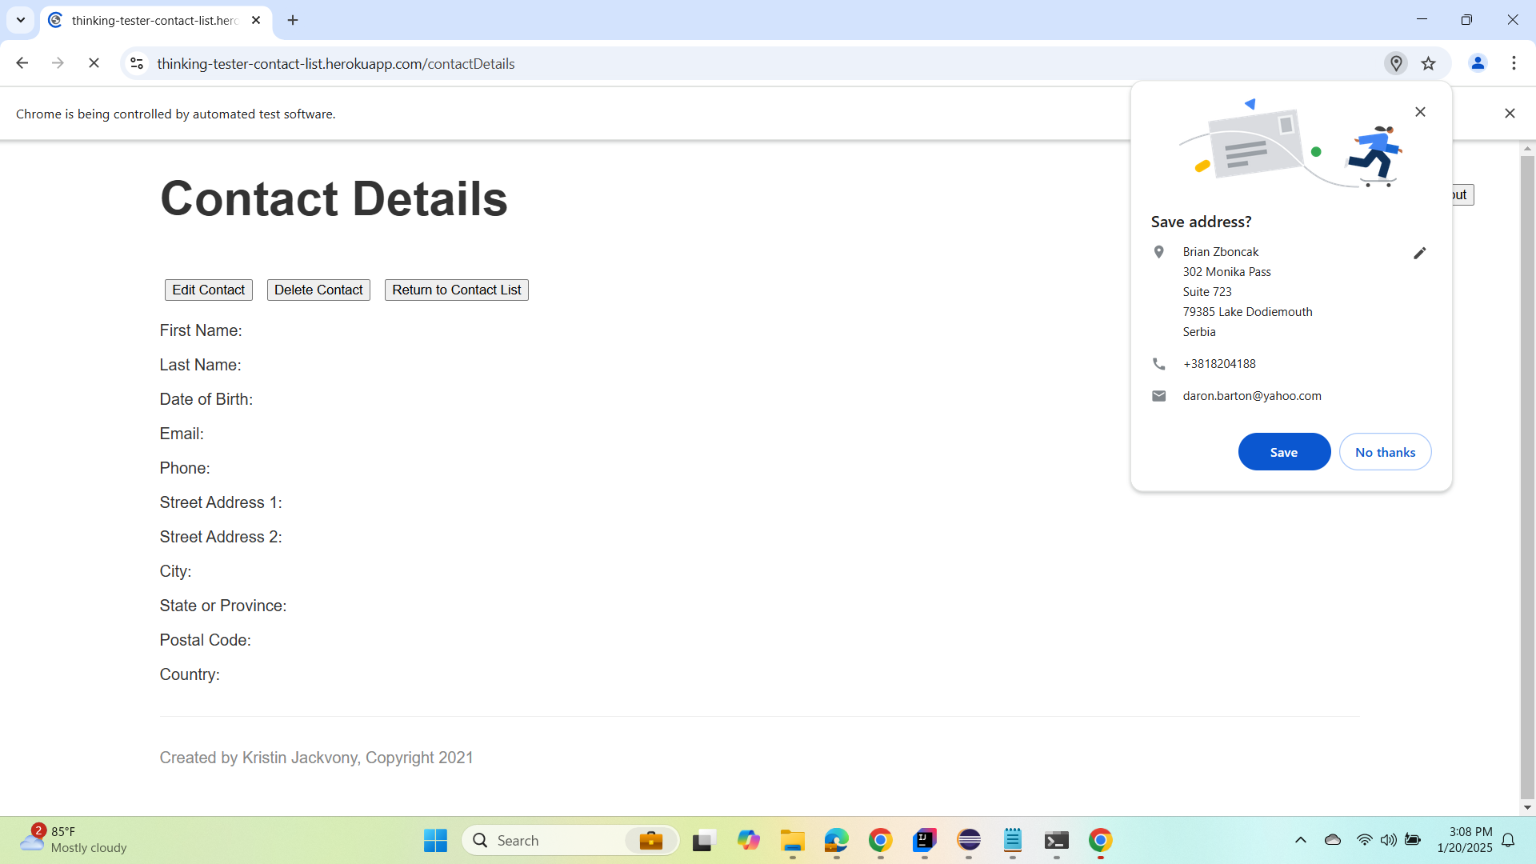 thinking-tester-contact-list.herc
thinking-tester-contact-list.herokuapp.com/contactDetails
Chrome is being controlled by automated test software.
Contact Details
out
Edit Contact
Delete Contact
Return to Contact List
First Name:
Last Name:
Date of Birth:
Email:
Phone:
Street Address 1:
Street Address 2:
City:
State or Province:
Postal Code:
Country:
Created by Kristin Jackvony, Copyright 2021
Save address?
Brian Zboncak
302 Monika Pass
Suite 723
79385 Lake Dodiemouth
Serbia
+3818204188
daron.barton@yahoo.com
Save
No thanks
2
85°F
Mostly cloudy
Search
3:08 PM
1/20/2025